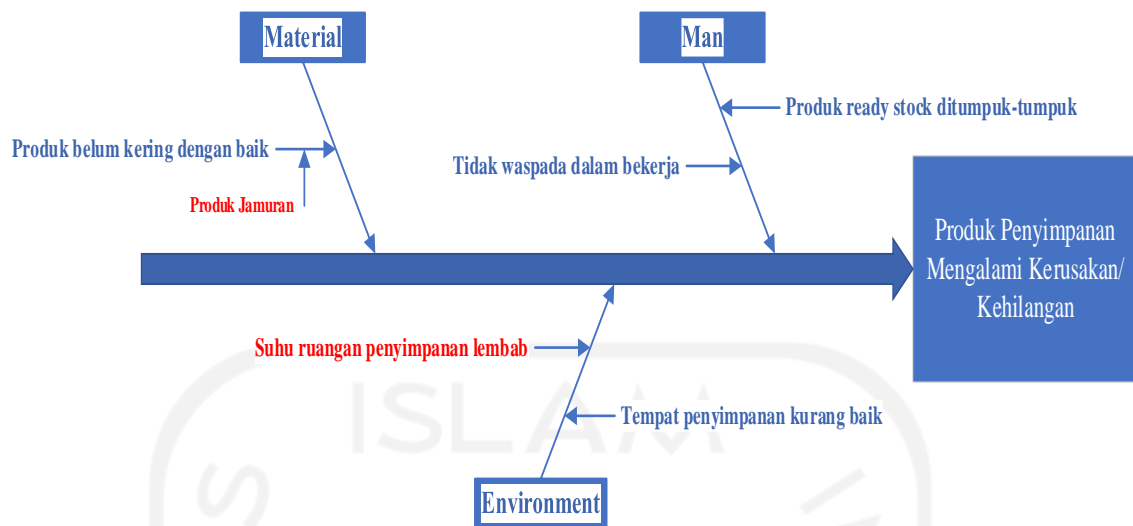 Material
Man
Produk ready stock ditumpuk-tumpuk
Produk belum kering dengan baik
Tidak waspada dalam bekerja
Produk Jamuran
Produk Penyimpanan
Mengalami Kerusakan/
Kehilangan
Suhu ruangan penyimpanan lembab
ISLAM
Tempat penyimpanan kurang baik
Environment